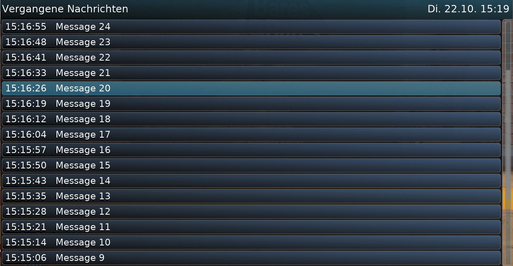 Vergangene Nachrichten Di. 22.10. 15:19
15:16:55 Message 24
15:16:48 Message 23
15:16:41 Message 22
15:16:33 Message 21
15:16:26 Message 20
15:16:19 Message 19
15:16:12 Message 18
15:16:04 Message 17
15:15:57 Message 16
15:15:50 Message 15
15:15:43 Message 14
15:15:35 Message 13
15:15:28 Message 12
15:15:21 Message 11
15:15:14 Message 10
15:15:06 Message 9